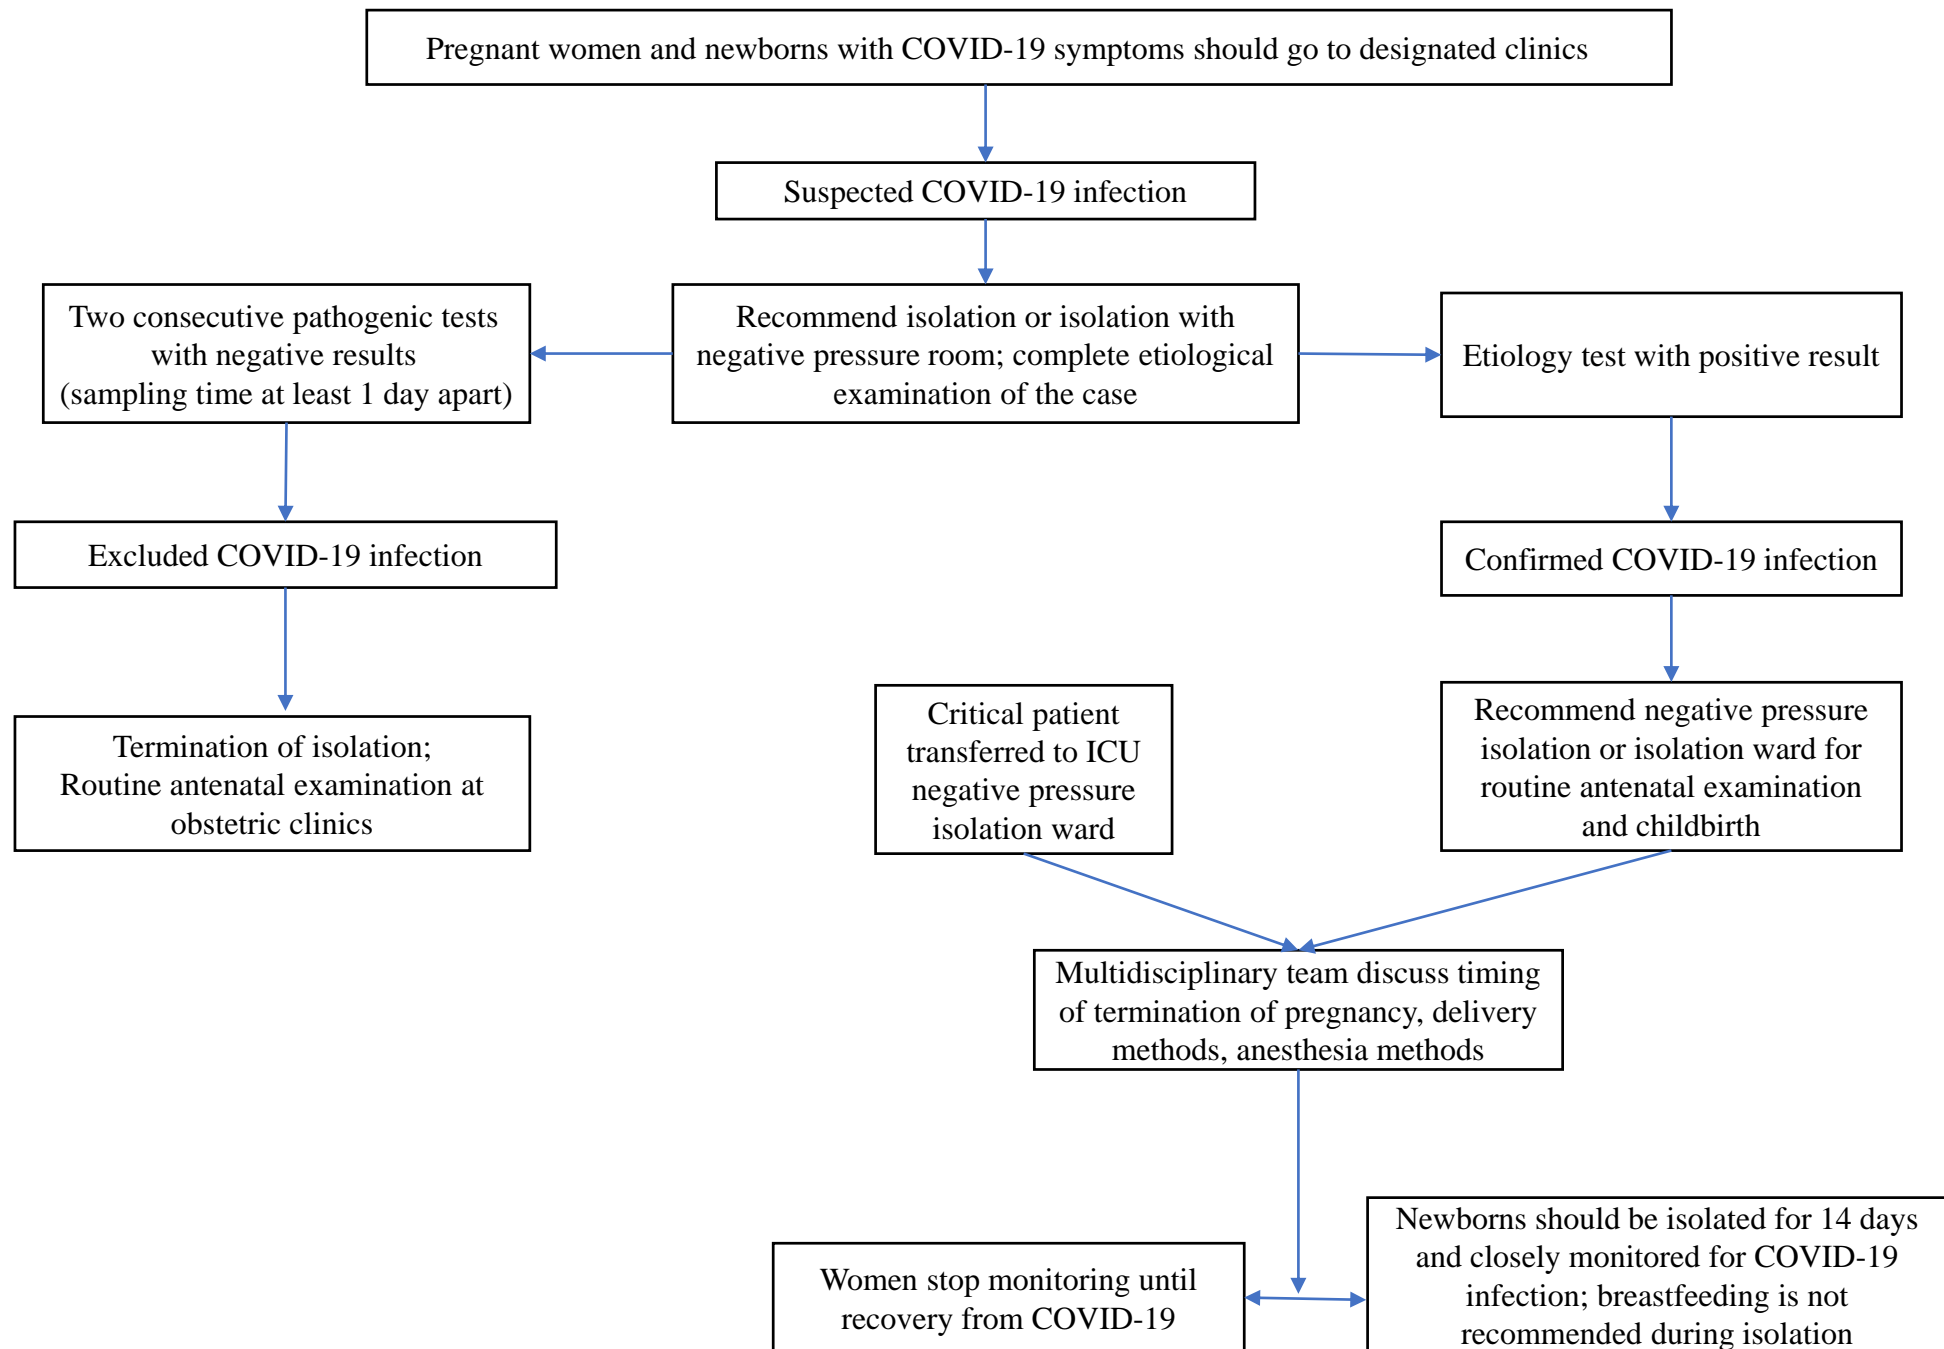 Pregnant women and newborns with COVID-19 symptoms should go to designated clinics
Suspected COVID-19 infection
Two consecutive pathogenic tests
with negative results
(sampling time at least 1 day apart)
Recommend isolation or isolation with
negative pressure room; complete etiological
examination of the case
Etiology test with positive result
Excluded COVID-19 infection
Confirmed COVID-19 infection
Termination of isolation;
Routine antenatal examination at
obstetric clinics
Critical patient
transferred to ICU
negative pressure
isolation ward
Recommend negative pressure
isolation or isolation ward for
routine antenatal examination
and childbirth
Multidisciplinary team discuss timing
of termination of pregnancy, delivery
methods, anesthesia methods
Women stop monitoring until
recovery from COVID-19
Newborns should be isolated for 14 days
and closely monitored for COVID-19
infection; breastfeeding is not
recommended during isolation